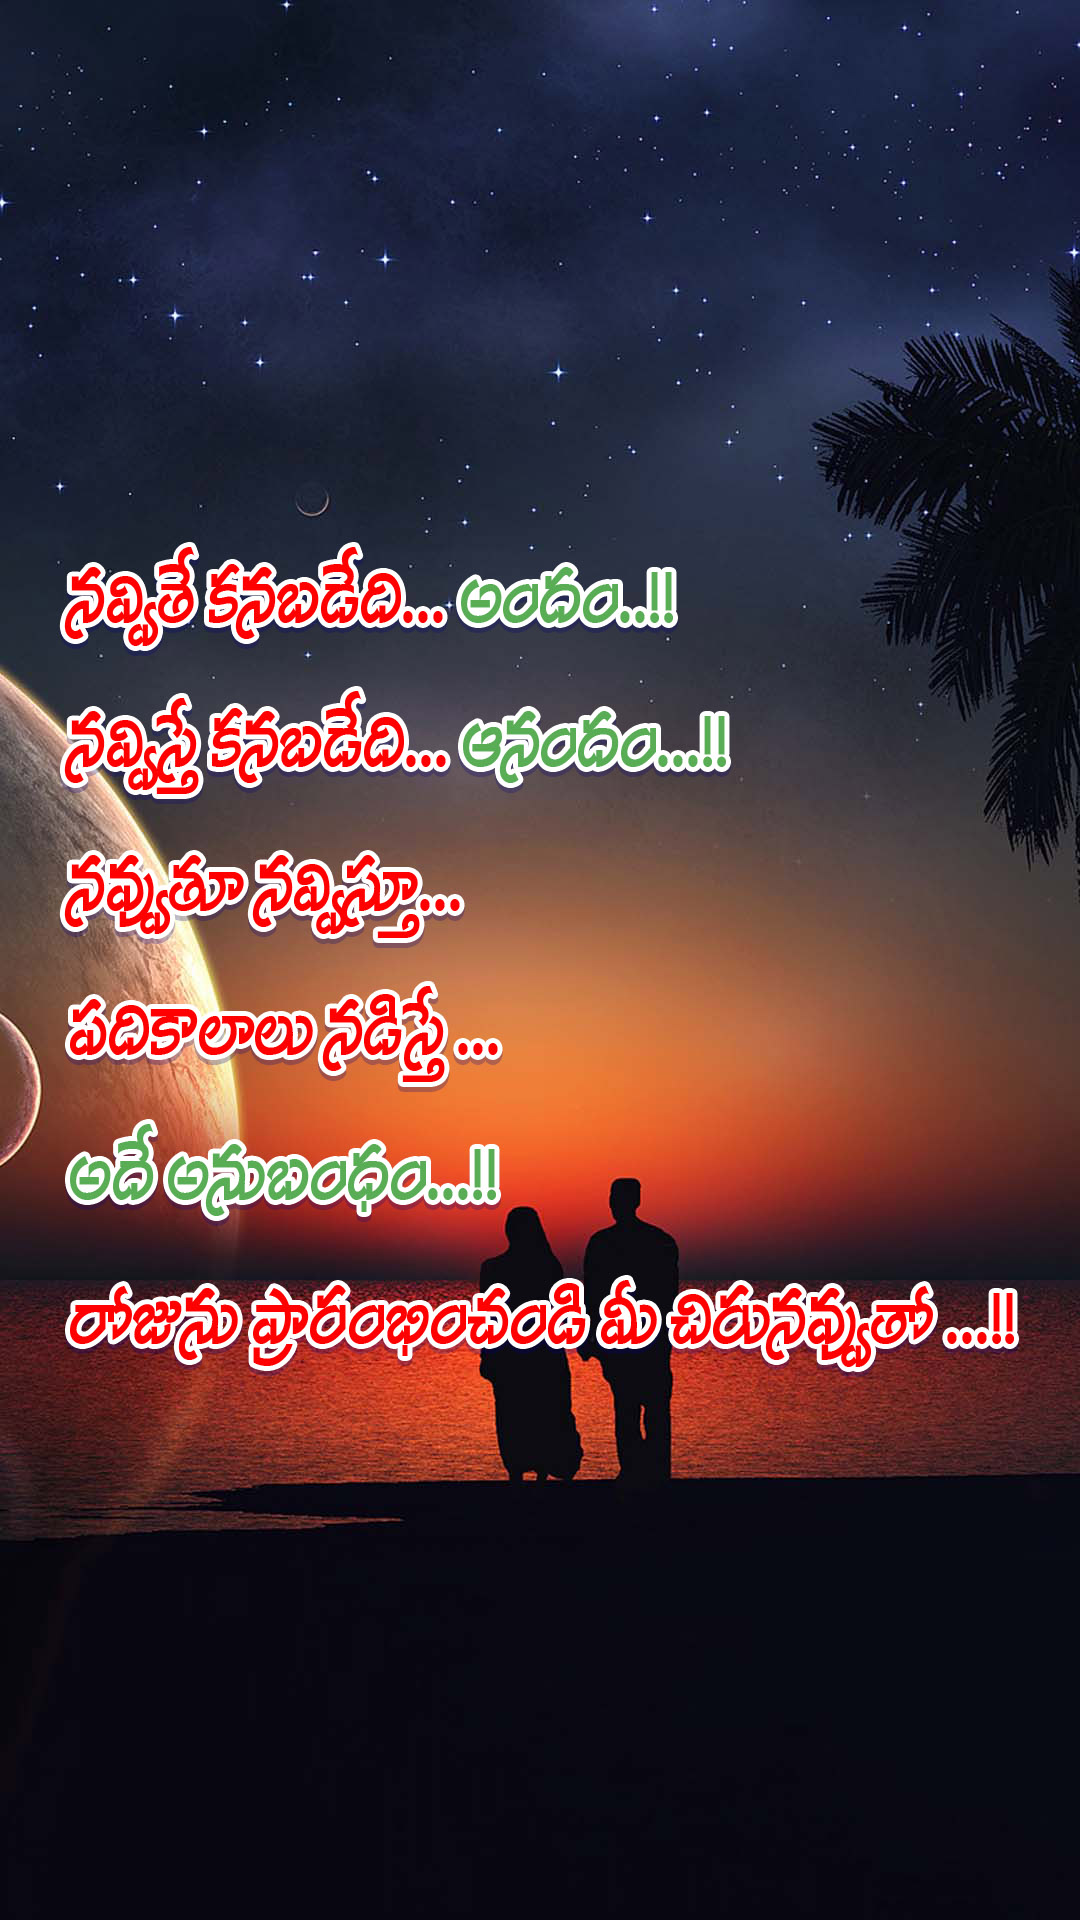 నవ్వితే కనబడేది... అందం..!!
నవ్విస్తే కనబడేది... ఆనందం...!!
నవ్వుతూ నవ్విస్తూ...
పదికాలాలు నడిస్తే ...
అదే అనుబంధం...!!
రోజును ప్రారంభించండి మీ చిరునవ్వుతో ...!!